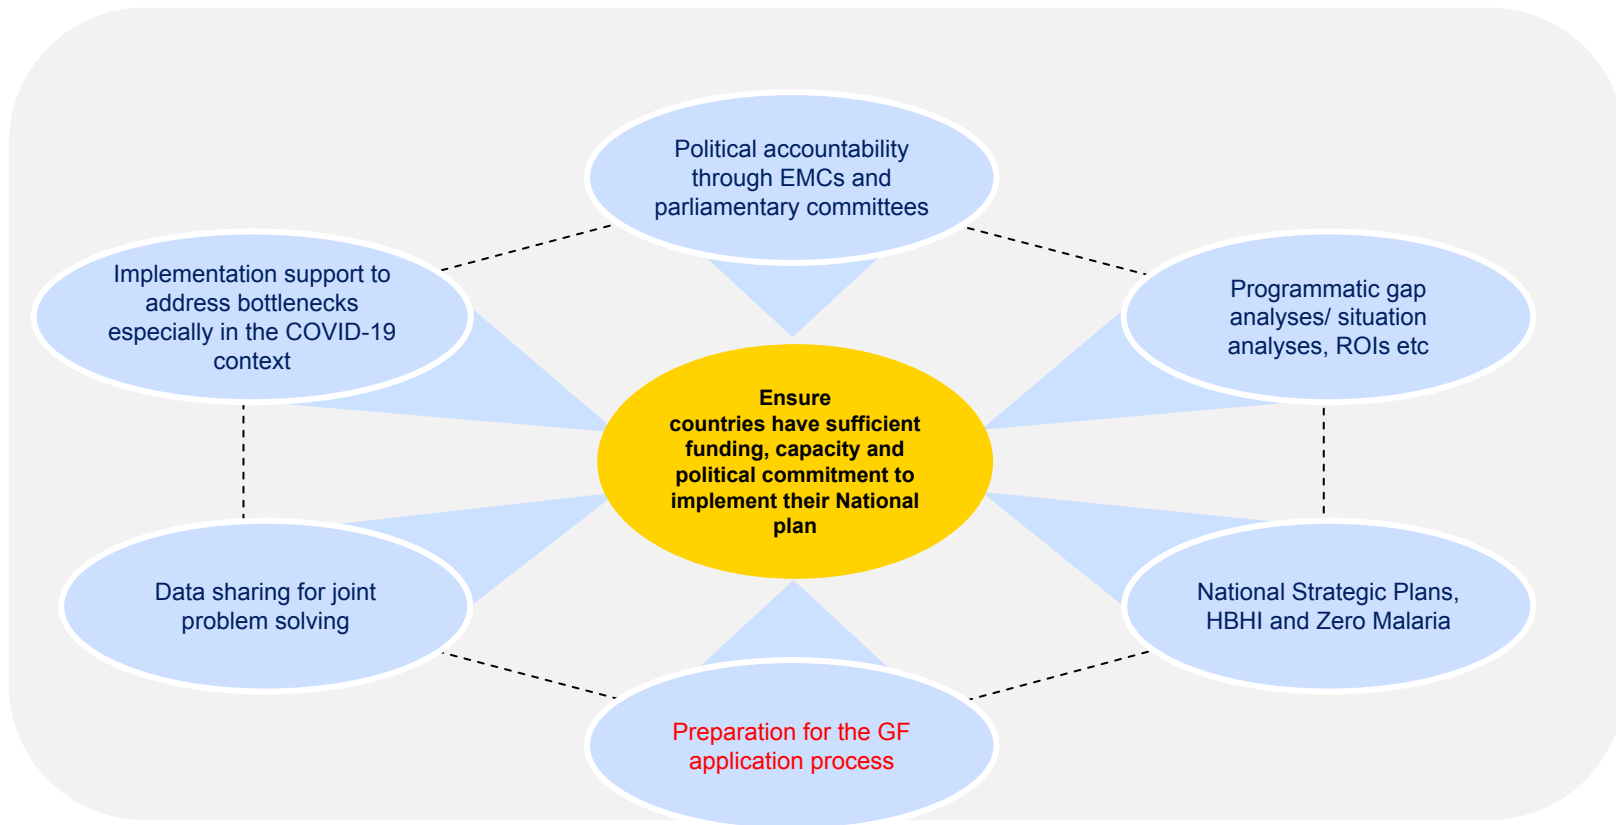 Political accountability
through EMCs and
parliamentary committees
Implementation support to
address bottlenecks
especially in the COVID-19
context
Programmatic gap
analyses/ situation
analyses, ROIs etc
Ensure
countries have sufficient
funding, capacity and
political commitment to
implement their National
plan
Data sharing for joint
problem solving
National Strategic Plans,
HBHI and Zero Malaria
Preparation for the GF
application process